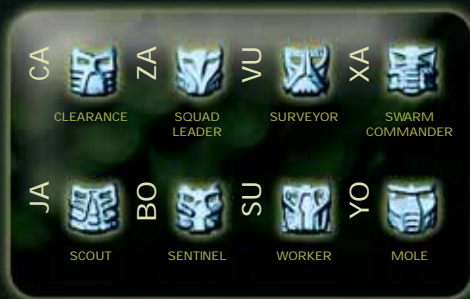 CA
ZA
VU
XA
CLEARANCE
SQUAD
LEADER
SURVEYOR
SWARM
COMMANDER
JA
BO
SU
YO
SCOUT
SENTINEL
WORKER
MOLE